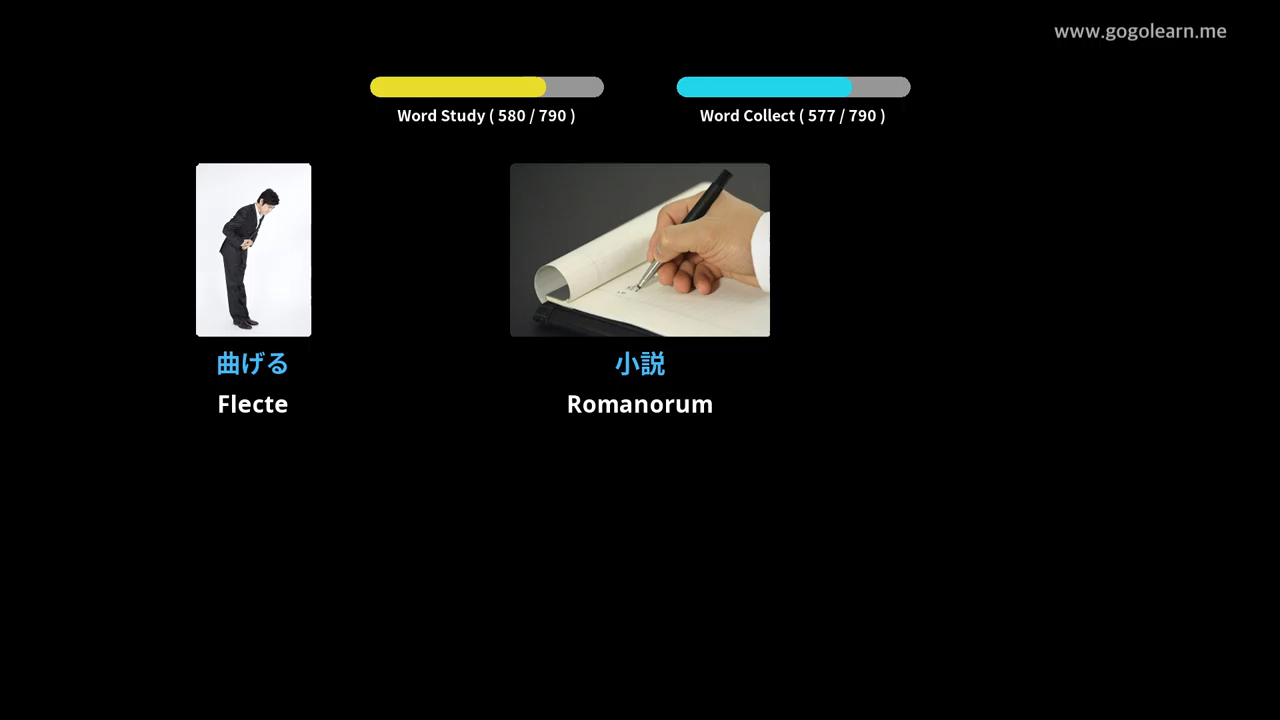 www.gogolearn.me
Word Study ( 580 / 790 )
Word Collect ( 577 / 790 )
曲げる
Flecte
小説
Romanorum